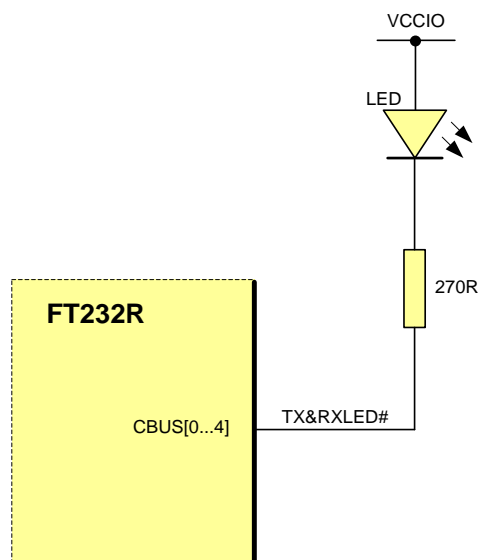 VCCIO
LED
270R
FT232R
CBUS[0...4]
TX&RXLED#